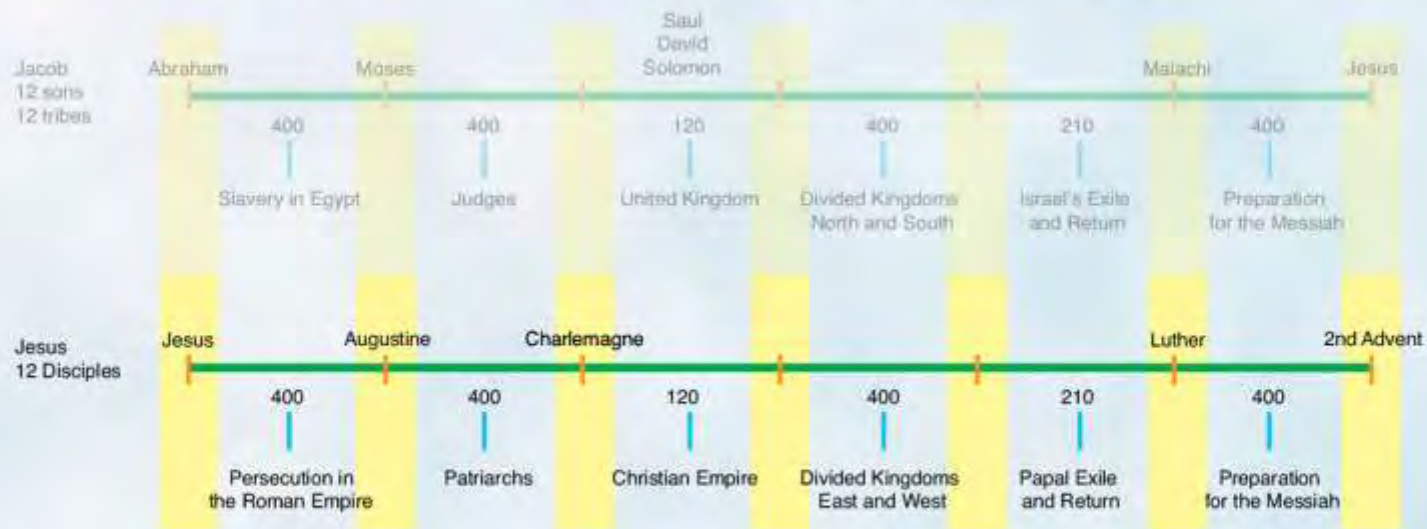 Saul
David
Solomon
Jacob
12 sons
12 tribes
Abraham
Moses
Malachi
Jesus
400
400
120
400
210
400
Slavery in Egypt
Judges
United Kingdom
Divided Kingdoms
North and South
Israel's Exile
and Return
Preparation
for the Messiah
Jesus
12 Disciples
Jesus
Augustine
Charlemagne
Luther
2nd Advent
400
400
120
400
210
400
Persecution in
the Roman Empire
Patriarchs
Christian Empire
Divided Kingdoms
East and West
Papal Exile
and Return
Preparation
for the Messiah